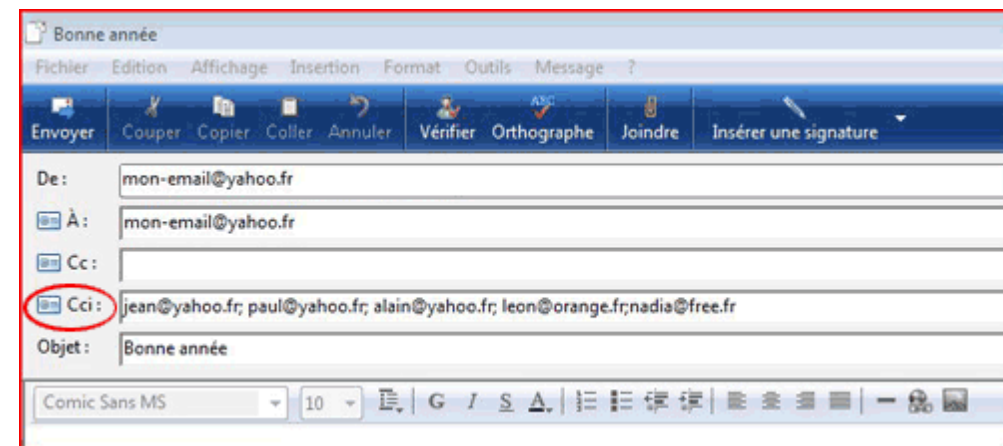 Bonne année
Fichier Edition Affichage Insertion Format Outils Message ?
ABC
Envoyer Couper Copier Coller Annuler Vérifier Orthographe Joindre Insérer une signature
De : mon-email@yahoo.fr
À : mon-email@yahoo.fr
Cc :
Cci : jean@yahoo.fr; paul@yahoo.fr; alain@yahoo.fr; leon@orange.fr;nadia@free.fr
Objet : Bonne année
Comic Sans MS 10 G I S A